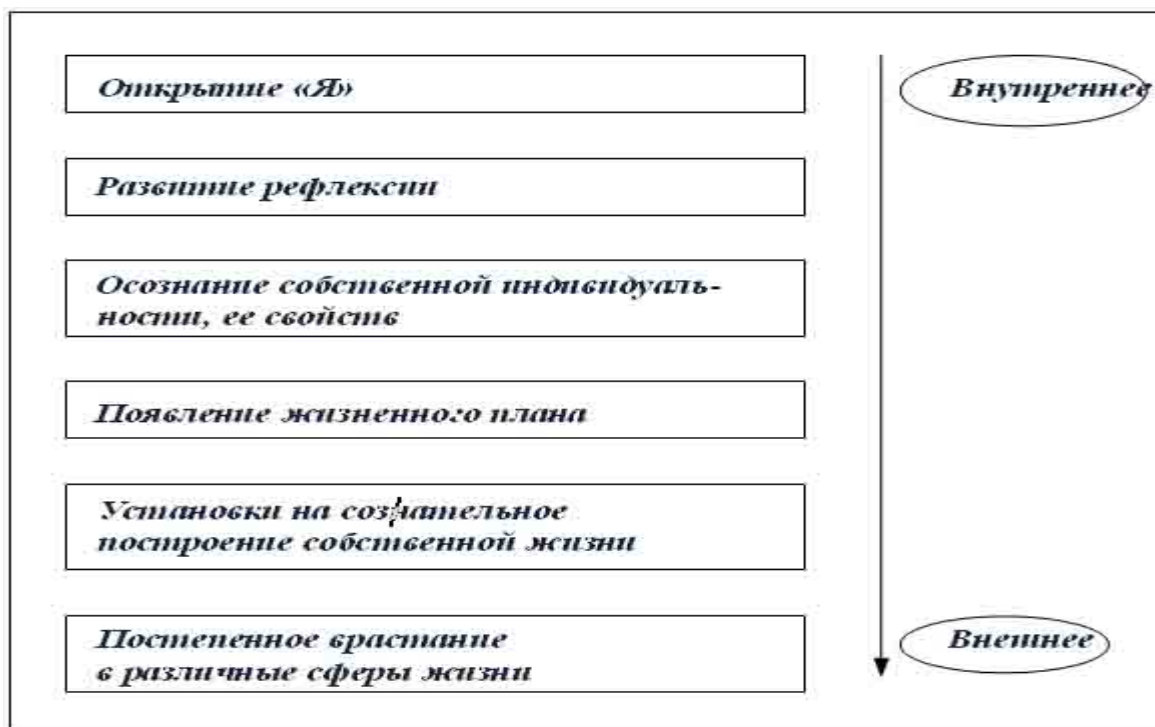 Открытие «Я»
Внутреннее
Развитие рефлексии
Осознание собственной индивидуаль-
ности, ее свойств
Появление жизненного плана
Установки на сознательное
построение собственной жизни
Постепенное врастание
в различные сферы жизни
Внешнее